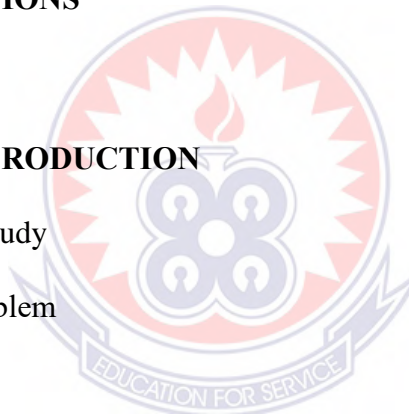 IONS
RODUCTION
udy
blem
EDUCATION FOR SERVICE